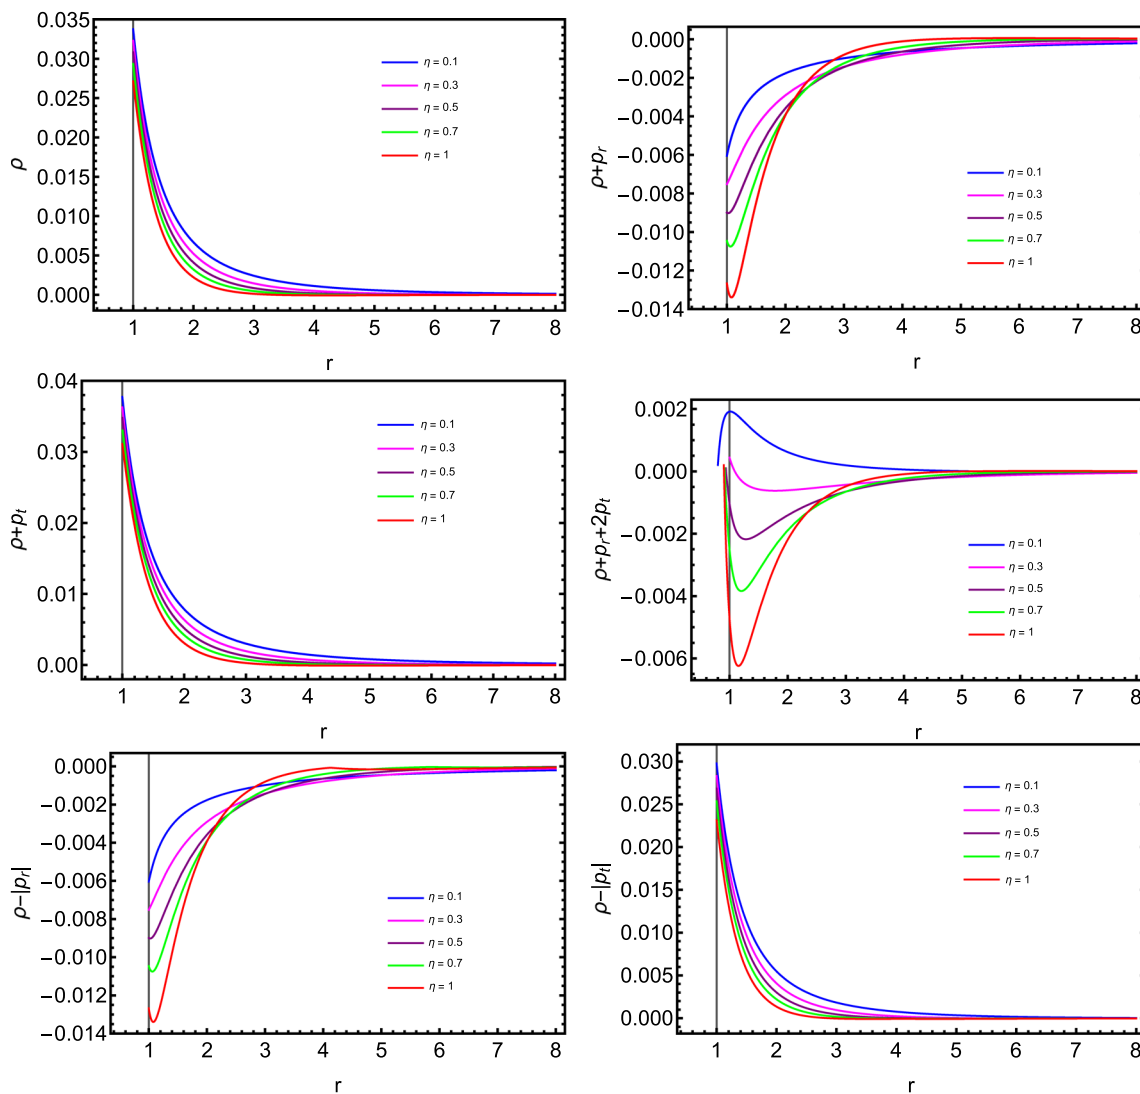 0.035
0.030
0.025
0.020
0.015
0.010
0.005
0.000
ρ
η = 0.1
η = 0.3
η = 0.5
η = 0.7
η = 1
1 2 3 4 5 6 7 8
r
0.000
−0.002
−0.004
−0.006
−0.008
−0.010
−0.012
−0.014
ρ+pr
η = 0.1
η = 0.3
η = 0.5
η = 0.7
η = 1
1 2 3 4 5 6 7 8
r
0.04
0.03
0.02
0.01
0.00
ρ+pt
η = 0.1
η = 0.3
η = 0.5
η = 0.7
η = 1
1 2 3 4 5 6 7 8
r
0.002
0.000
−0.002
−0.004
−0.006
ρ+pr+2pt
η = 0.1
η = 0.3
η = 0.5
η = 0.7
η = 1
1 2 3 4 5 6 7 8
r
0.000
−0.002
−0.004
−0.006
−0.008
−0.010
−0.012
−0.014
ρ−|pr|
η = 0.1
η = 0.3
η = 0.5
η = 0.7
η = 1
1 2 3 4 5 6 7 8
r
0.030
0.025
0.020
0.015
0.010
0.005
0.000
ρ−|pt|
η = 0.1
η = 0.3
η = 0.5
η = 0.7
η = 1
1 2 3 4 5 6 7 8
r